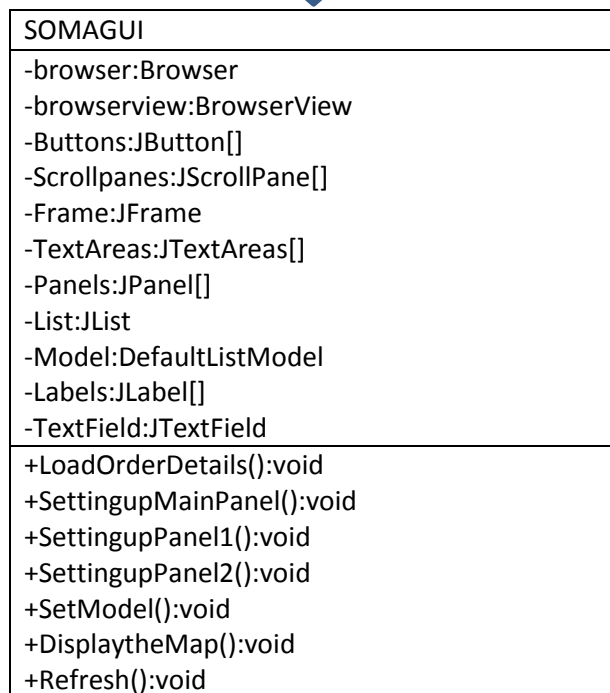 SOMAGUI
-browser:Browser
-browserview:BrowserView
-Buttons:JButton[]
-Scrollpanes:JScrollPane[]
-Frame:JFrame
-TextAreas:JTextAreas[]
-Panels:JPanel[]
-List:JList
-Model:DefaultListModel
-Labels:JLabel[]
-TextField:JTextField
+LoadOrderDetails():void
+SettingupMainPanel():void
+SettingupPanel1():void
+SettingupPanel2():void
+SetModel():void
+DisplaytheMap():void
+Refresh():void